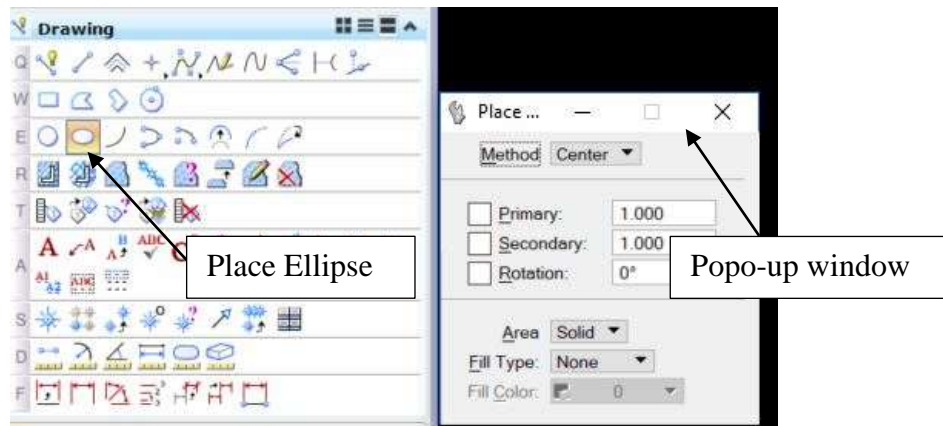 Drawing
Q
W
E
R
T
A
S
D
F
Place Ellipse
Place ...
Method Center
Primary: 1.000
Secondary: 1.000
Rotation: 0°
Area Solid
Fill Type: None
Fill Color: 0
Popo-up window